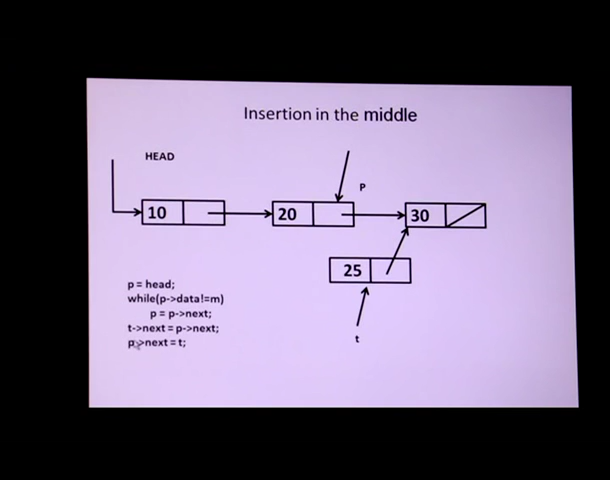 Insertion in the middle
HEAD
P
10
20
30
25
t
p = head;
while(p->data!=m)
p = p->next;
t->next = p->next;
p->next = t;